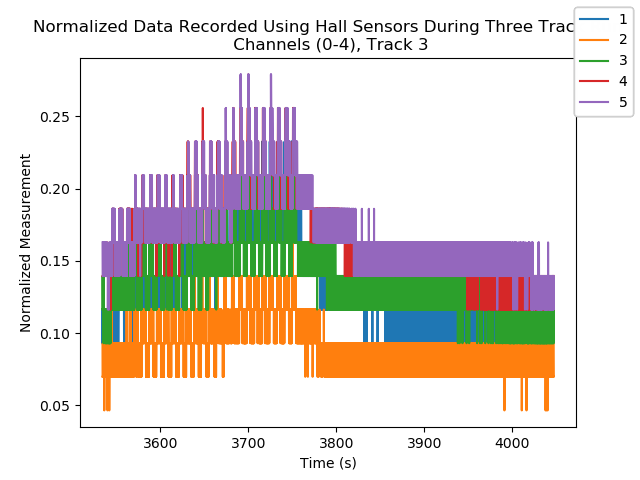 Normalized Data Recorded Using Hall Sensors During Three
Channels (0-4), Track 3
1
2
3
4
5
0.25
0.20
0.15
0.10
0.05
Normalized Measurement
3600 3700 3800 3900 4000
Time (s)